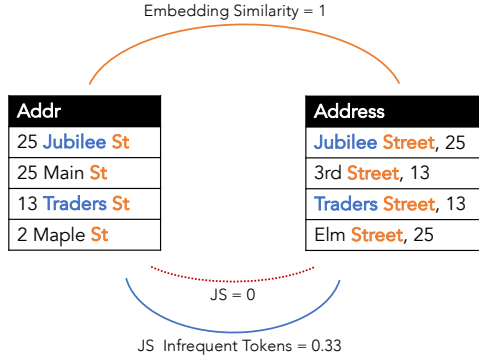 Embedding Similarity = 1
Addr
25 Jubilee St
25 Main St
13 Traders St
2 Maple St
Address
Jubilee Street, 25
3rd Street, 13
Traders Street, 13
Elm Street, 25
JS = 0
JS Infrequent Tokens = 0.33